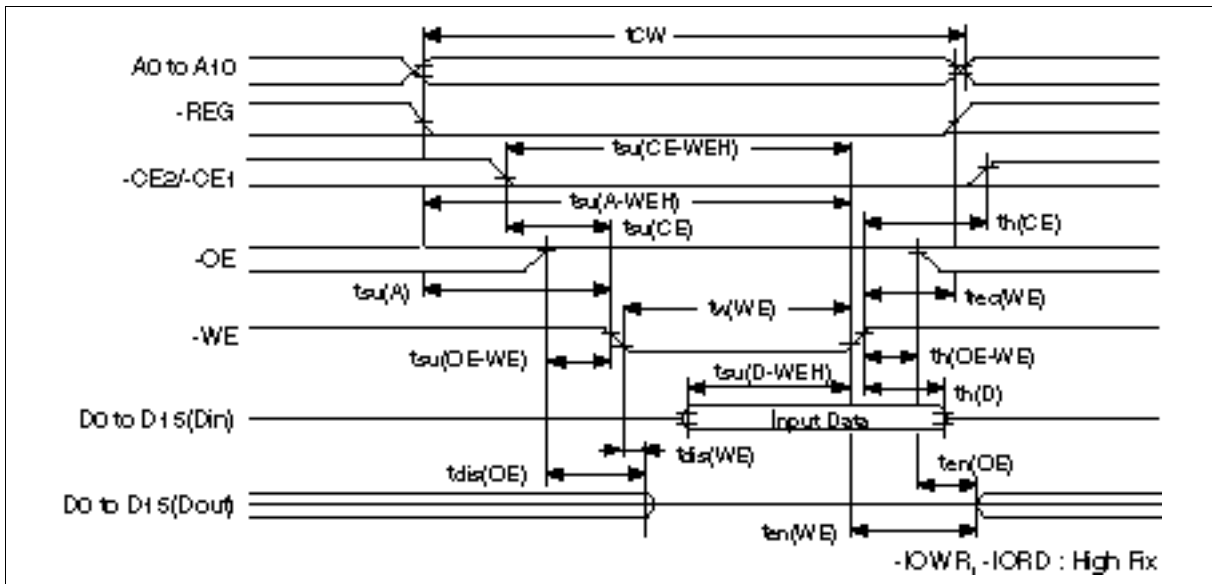 tCW
A0 to A10
-REG
tsu(CE-WEH)
-CE2/-CE1
tsu(A-WEH)
tsu(CE)
th(CE)
-OE
tsu(A)
trec(WE)
tw(WE)
-WE
tsu(OE-WE)
th(OE-WE)
tsu(D-WEH)
th(D)
D0 to D15(Din)
Input Data
tdis(WE)
ten(OE)
tdis(OE)
D0 to D15(Dout)
ten(WE)
-IOWR, -IORD : High Fix